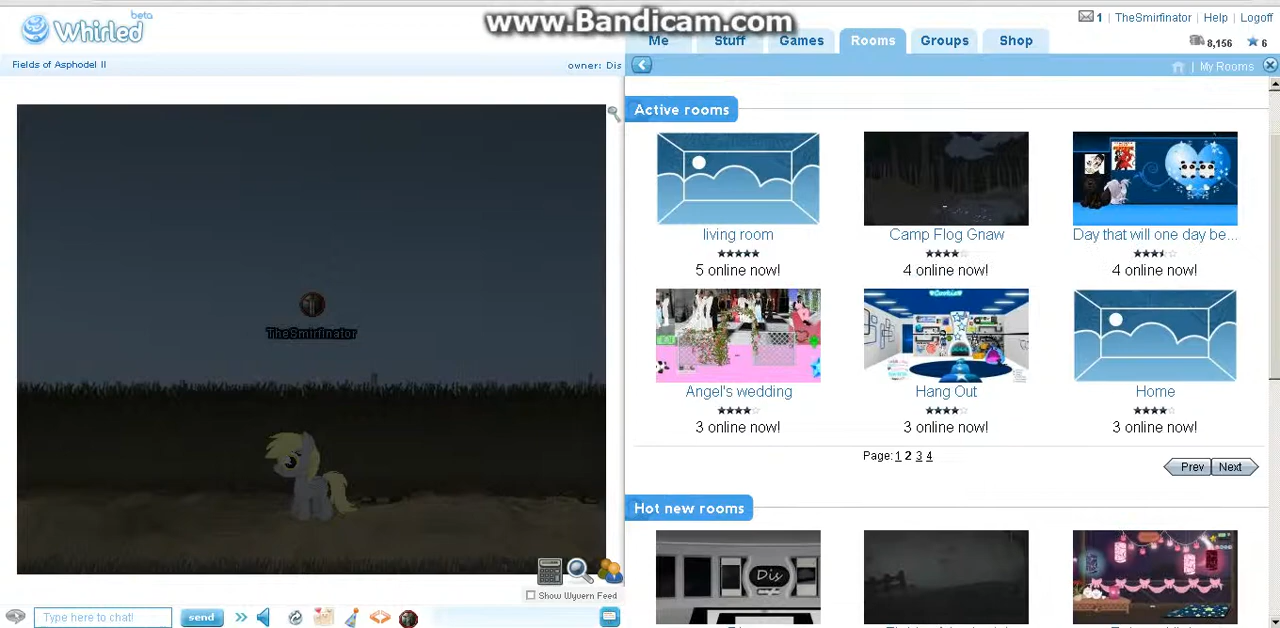 www.Bandicam.com
Whirled beta
1 | TheSmirfinator | Help | Logoff
Me Stuff Games Rooms Groups Shop
8,156 6
Fields of Asphodel II
owner: Dis
| My Rooms
Active rooms
living room
5 online now!
Camp Flog Gnaw
4 online now!
Day that will one day be...
4 online now!
TheSmirfinator
Angel's wedding
3 online now!
Hang Out
3 online now!
Home
3 online now!
Page: 1 2 3 4
Prev Next
Hot new rooms
Dis
Show Wyvern Feed
Type here to chat!
send